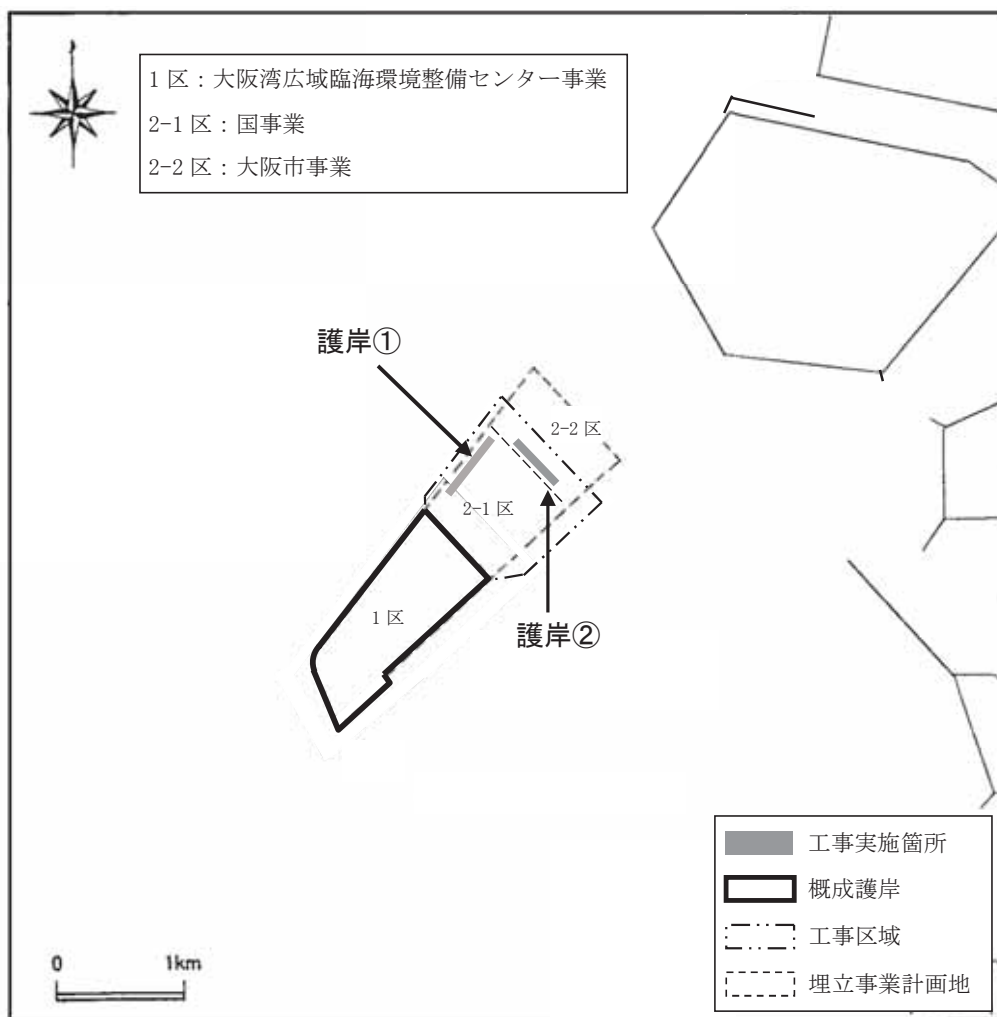 1 区：大阪湾広域臨海環境整備センター事業
2-1 区：国事業
2-2 区：大阪市事業
護岸①
2-2 区
2-1 区
1 区
護岸②
工事実施箇所
概成護岸
工事区域
埋立事業計画地
0 1km